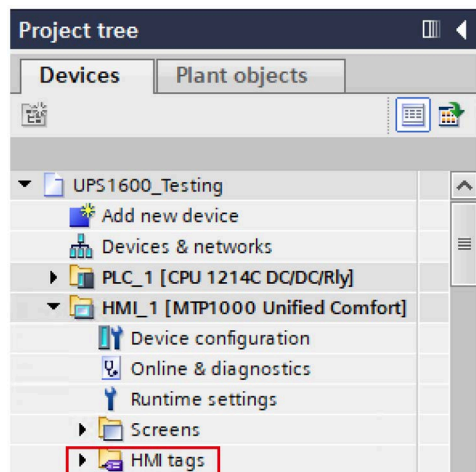 Project tree
Devices
Plant objects
UPS1600_Testing
Add new device
Devices & networks
PLC_1 [CPU 1214C DC/DC/Rly]
HMI_1 [MTP1000 Unified Comfort]
Device configuration
Online & diagnostics
Runtime settings
Screens
HMI tags